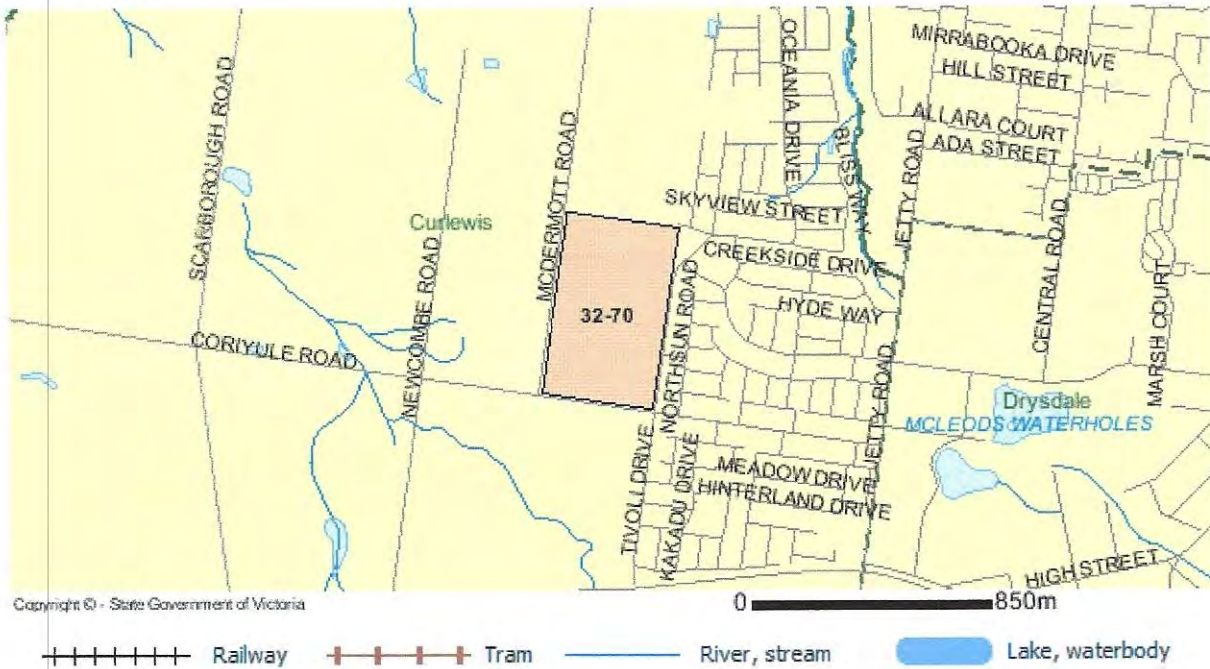 MIRRABOOKA DRIVE
HILL STREET
OCEANIA DRIVE
SCARBOROUGH ROAD
ALLARA COURT
ADA STREET
BLISS WAY
JETTY ROAD
MCDERMOTT ROAD
SKYVIEW STREET
Curlewis
CREEKSIDE DRIVE
NEWCOMBE ROAD
CENTRAL ROAD
HYDE WAY
32-70
NORTHSUN ROAD
MARSH COURT
CORIYULE ROAD
JETTY ROAD
Drysdale
MCLEODS WATERHOLES
TIVOLI DRIVE
KAKADU DRIVE
MEADOW DRIVE
HINTERLAND DRIVE
HIGH STREET
Copyright © - State Government of Victoria
0 850m
Railway Tram River, stream Lake, waterbody